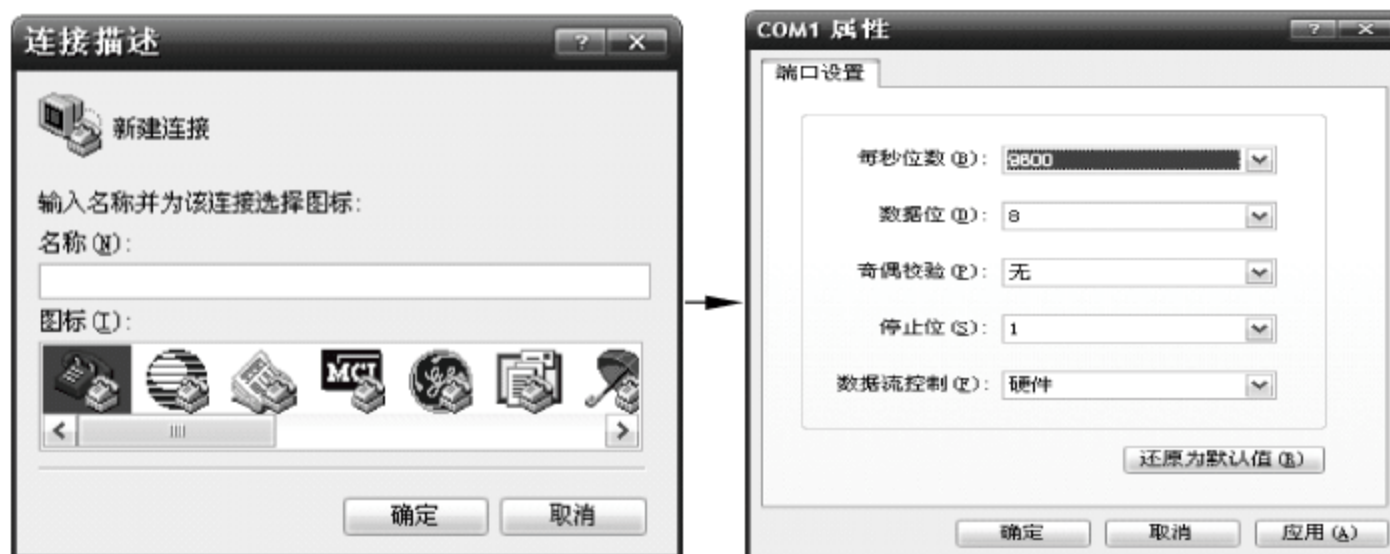 连接描述
新建连接
输入名称并为该连接选择图标:
名称(N):
图标(I):
MCI
确定
取消
COM1 属性
端口设置
每秒位数(B): 9600
数据位(D): 8
奇偶校验(P): 无
停止位(S): 1
数据流控制(F): 硬件
还原为默认值(R)
确定
取消
应用(A)